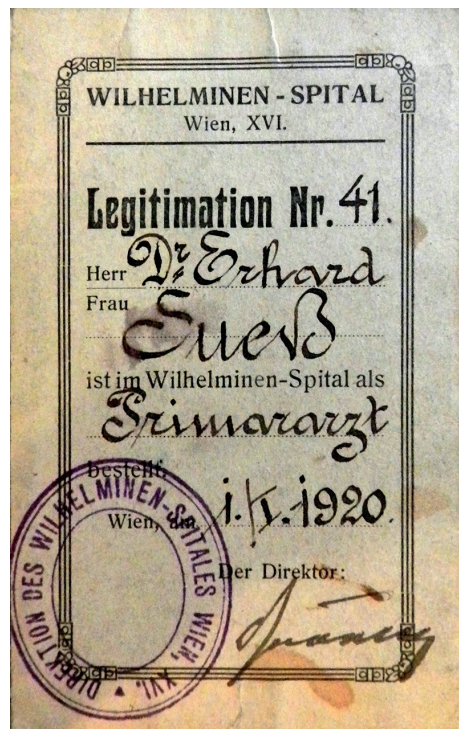 WILHELMINEN - SPITAL
Wien, XVI.
Legitimation Nr. 41.
Herr Dr. Erhard
Frau
Sueß
ist im Wilhelminen-Spital als
Primararzt
bestellt.
Wien, am 1./I. 1920.
Der Direktor:
DIREKTION DES WILHELMINEN-SPITALES WIEN, XVI.